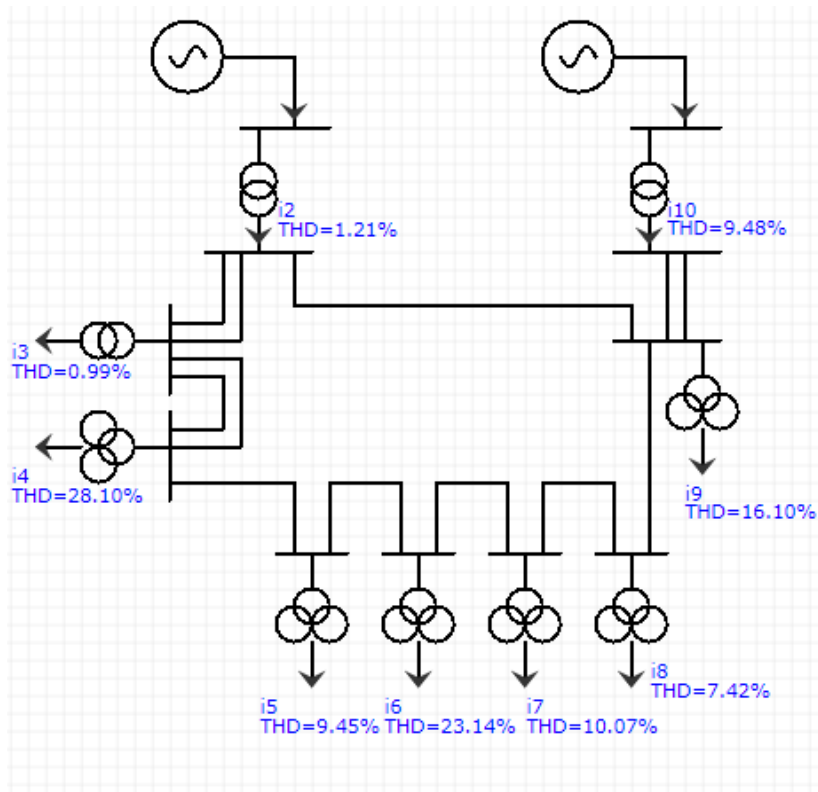 i2
THD=1.21%
i10
THD=9.48%
i3
THD=0.99%
i4
THD=28.10%
i9
THD=16.10%
i8
THD=7.42%
i5
THD=9.45%
i6
THD=23.14%
i7
THD=10.07%